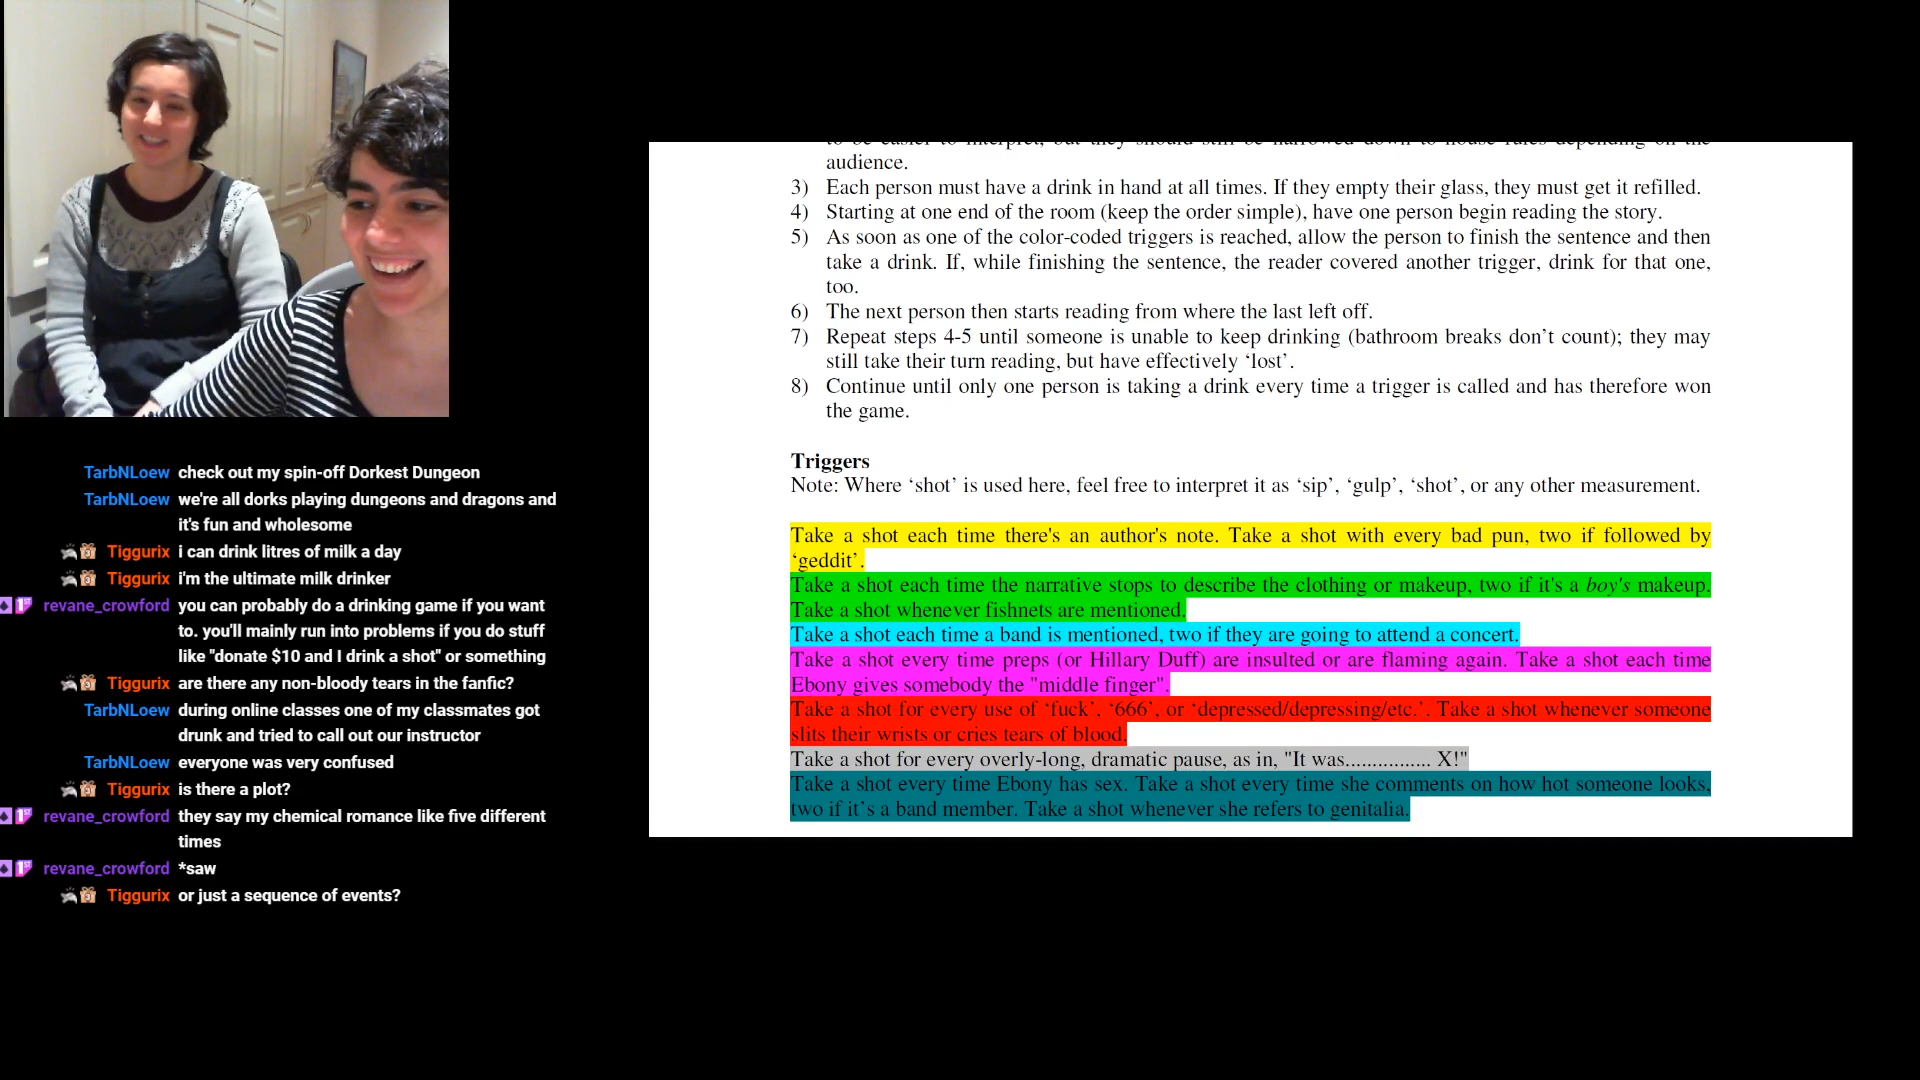 TarbNLoew check out my spin-off Dorkest Dungeon
TarbNLoew we're all dorks playing dungeons and dragons and
it's fun and wholesome
Tiggurix i can drink litres of milk a day
Tiggurix i'm the ultimate milk drinker
revane_crowford you can probably do a drinking game if you want
to. you'll mainly run into problems if you do stuff
like "donate $10 and I drink a shot" or something
Tiggurix are there any non-bloody tears in the fanfic?
TarbNLoew during online classes one of my classmates got
drunk and tried to call out our instructor
TarbNLoew everyone was very confused
Tiggurix is there a plot?
revane_crowford they say my chemical romance like five different
times
revane_crowford *saw
Tiggurix or just a sequence of events?
to be easier to interpret, but they should still be narrowed down to house rules depending on the
audience.
3) Each person must have a drink in hand at all times. If they empty their glass, they must get it refilled.
4) Starting at one end of the room (keep the order simple), have one person begin reading the story.
5) As soon as one of the color-coded triggers is reached, allow the person to finish the sentence and then
take a drink. If, while finishing the sentence, the reader covered another trigger, drink for that one,
too.
6) The next person then starts reading from where the last left off.
7) Repeat steps 4-5 until someone is unable to keep drinking (bathroom breaks don’t count); they may
still take their turn reading, but have effectively ‘lost’.
8) Continue until only one person is taking a drink every time a trigger is called and has therefore won
the game.
Triggers
Note: Where ‘shot’ is used here, feel free to interpret it as ‘sip’, ‘gulp’, ‘shot’, or any other measurement.
Take a shot each time there's an author's note. Take a shot with every bad pun, two if followed by
‘geddit’.
Take a shot each time the narrative stops to describe the clothing or makeup, two if it's a boy's makeup.
Take a shot whenever fishnets are mentioned.
Take a shot each time a band is mentioned, two if they are going to attend a concert.
Take a shot every time preps (or Hillary Duff) are insulted or are flaming again. Take a shot each time
Ebony gives somebody the "middle finger".
Take a shot for every use of ‘fuck’, ‘666’, or ‘depressed/depressing/etc.’. Take a shot whenever someone
slits their wrists or cries tears of blood.
Take a shot for every overly-long, dramatic pause, as in, "It was................ X!"
Take a shot every time Ebony has sex. Take a shot every time she comments on how hot someone looks,
two if it’s a band member. Take a shot whenever she refers to genitalia.